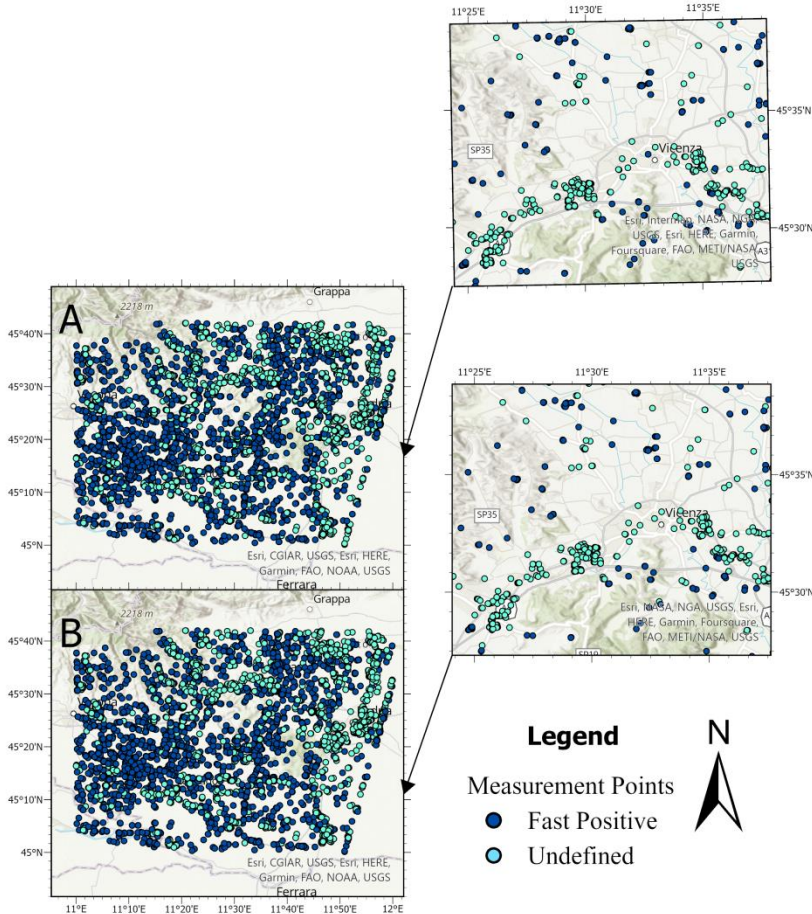 11°25'E 11°30'E 11°35'E
45°35'N
SP35
Vicenza
Esri, Intermap, NASA, NGA,
USGS, Esri, HERE, Garmin,
Foursquare, FAO, METI/NASA,
USGS
45°30'N
A
2218 m
Grappa
45°40'N
45°30'N
45°20'N
45°10'N
45°N
Esri, CGIAR, USGS, Esri, HERE,
Garmin, FAO, NOAA, USGS
Ferrara
B
2218 m
Grappa
45°40'N
45°30'N
45°20'N
45°10'N
45°N
Esri, CGIAR, USGS, Esri, HERE,
Garmin, FAO, NOAA, USGS
Ferrara
11°E 11°10'E 11°20'E 11°30'E 11°40'E 11°50'E 12°E
11°25'E 11°30'E 11°35'E
45°35'N
SP35
Vicenza
45°30'N
Esri, NASA, NGA, USGS, Esri,
HERE, Garmin, Foursquare,
FAO, METI/NASA, USGS
Legend
N
Measurement Points
Fast Positive
Undefined